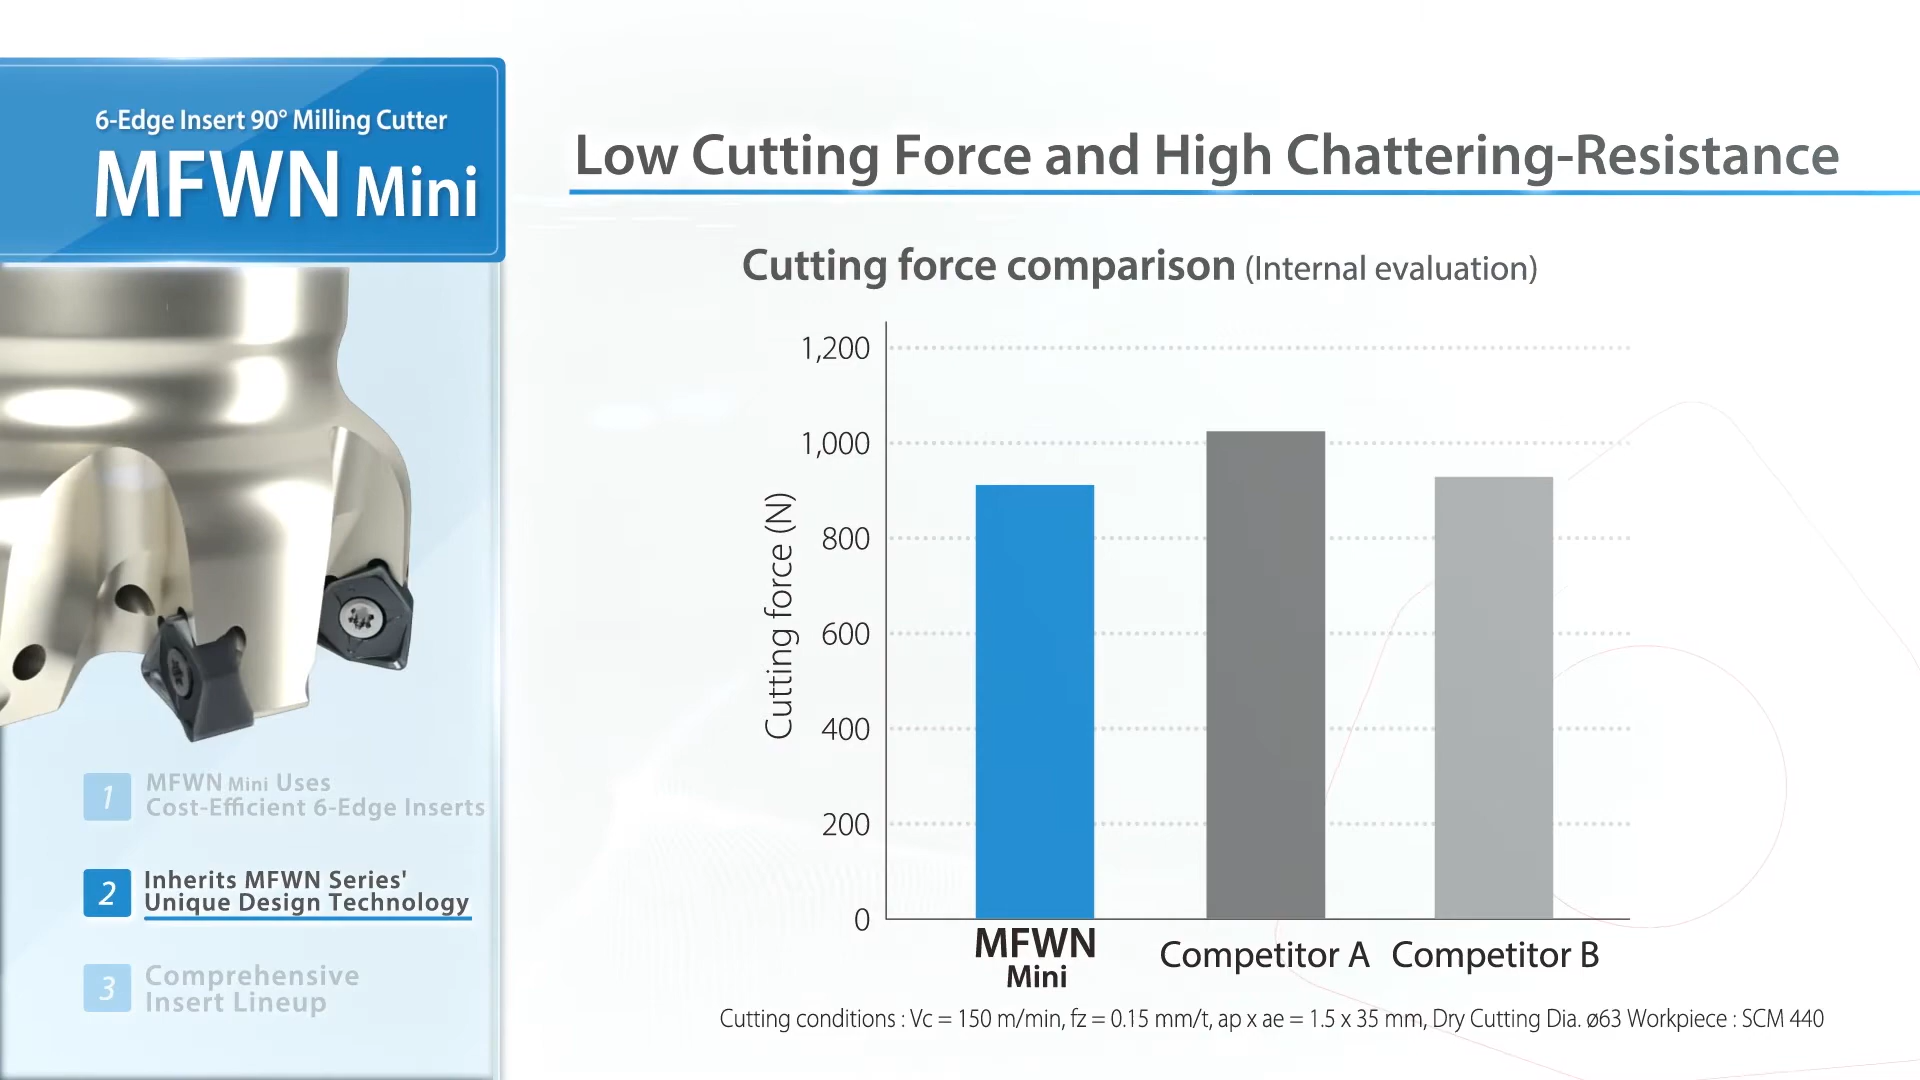 6-Edge Insert 90° Milling Cutter
MFWN Mini
Low Cutting Force and High Chattering-Resistance
Cutting force comparison (Internal evaluation)
Cutting force (N)
1,200
1,000
800
600
400
200
0
MFWN
Mini
Competitor A
Competitor B
Cutting conditions : Vc = 150 m/min, fz = 0.15 mm/t, ap x ae = 1.5 x 35 mm, Dry Cutting Dia. ø63 Workpiece : SCM 440
1
MFWN Mini Uses
Cost-Efficient 6-Edge Inserts
2
Inherits MFWN Series'
Unique Design Technology
3
Comprehensive
Insert Lineup